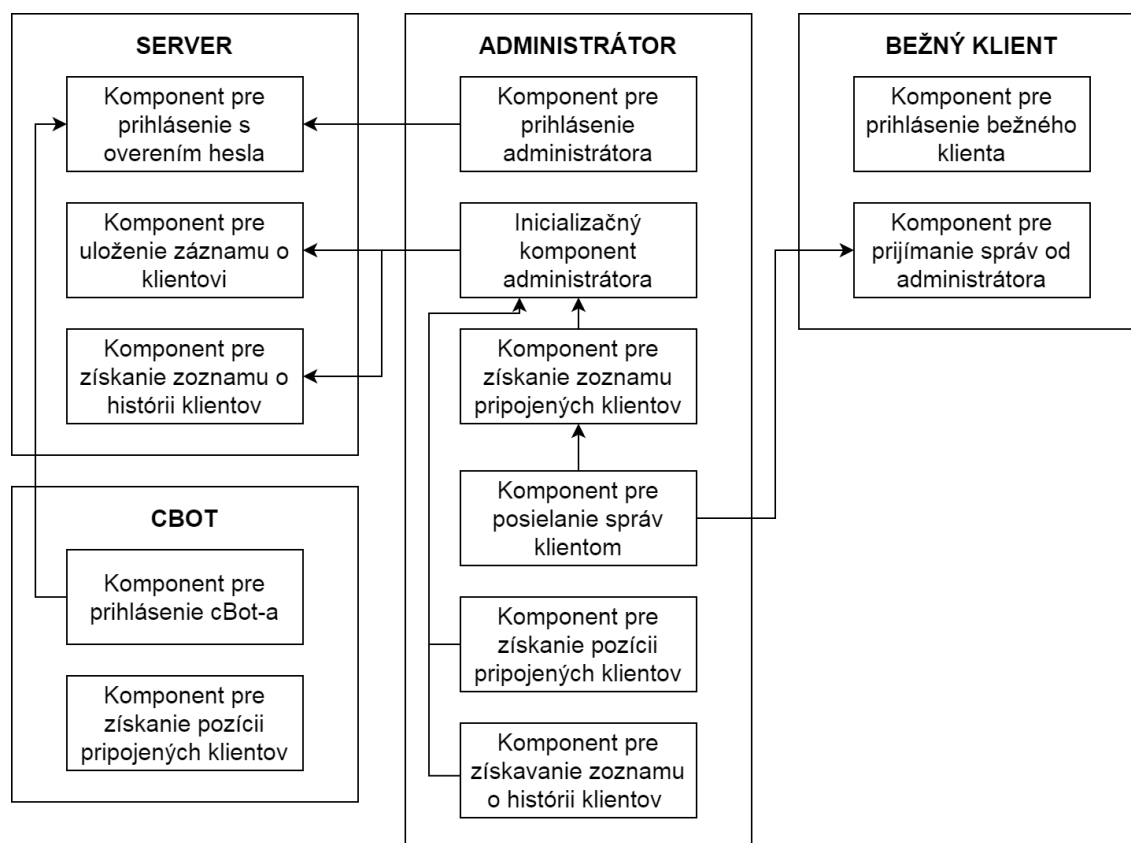 SERVER
Komponent pre
prihlásenie s
overením hesla
Komponent pre
uloženie záznamu o
klientovi
Komponent pre
získanie zoznamu o
histórii klientov
CBOT
Komponent pre
prihlásenie cBot-a
Komponent pre
získanie pozícii
pripojených klientov
ADMINISTRÁTOR
Komponent pre
prihlásenie
administrátora
Inicializačný
komponent
administrátora
Komponent pre
získanie zoznamu
pripojených klientov
Komponent pre
posielanie správ
klientom
Komponent pre
získanie pozícii
pripojených klientov
Komponent pre
získavanie zoznamu
o histórii klientov
BEŽNÝ KLIENT
Komponent pre
prihlásenie bežného
klienta
Komponent pre
prijímanie správ od
administrátora